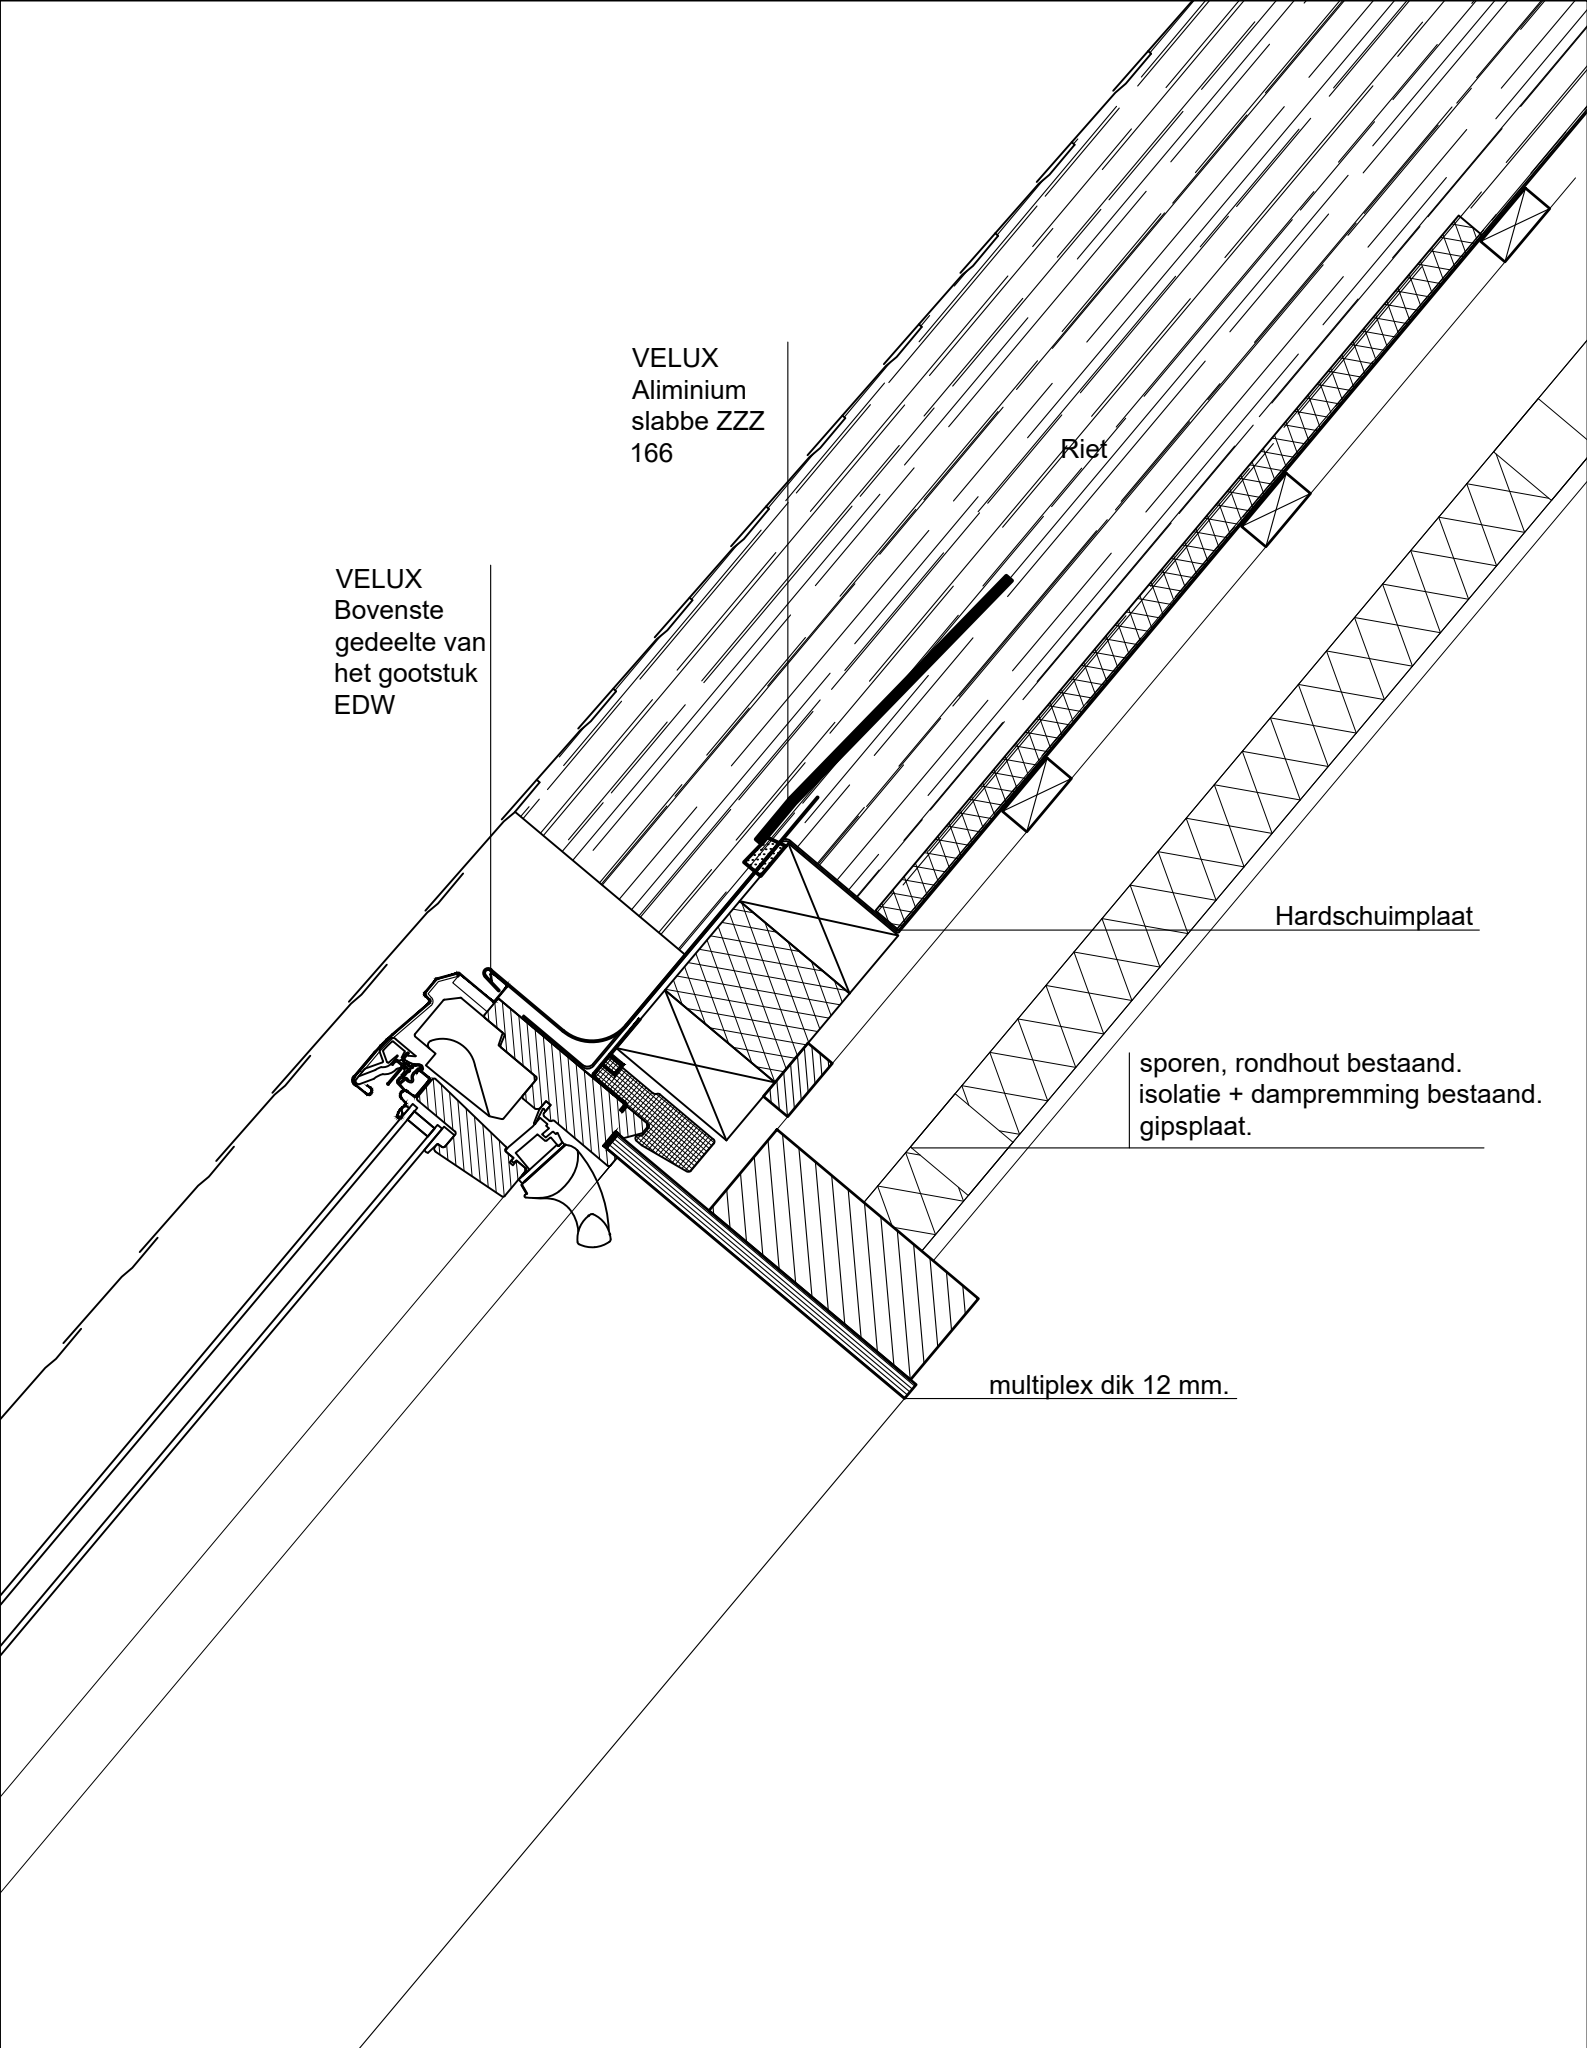 VELUX
Aliminium
slabbe ZZZ
166
Riet
VELUX
Bovenste
gedeelte van
het gootstuk
EDW
Hardschuimplaat
sporen, rondhout bestaand.
isolatie + dampremming bestaand.
gipsplaat.
multiplex dik 12 mm.